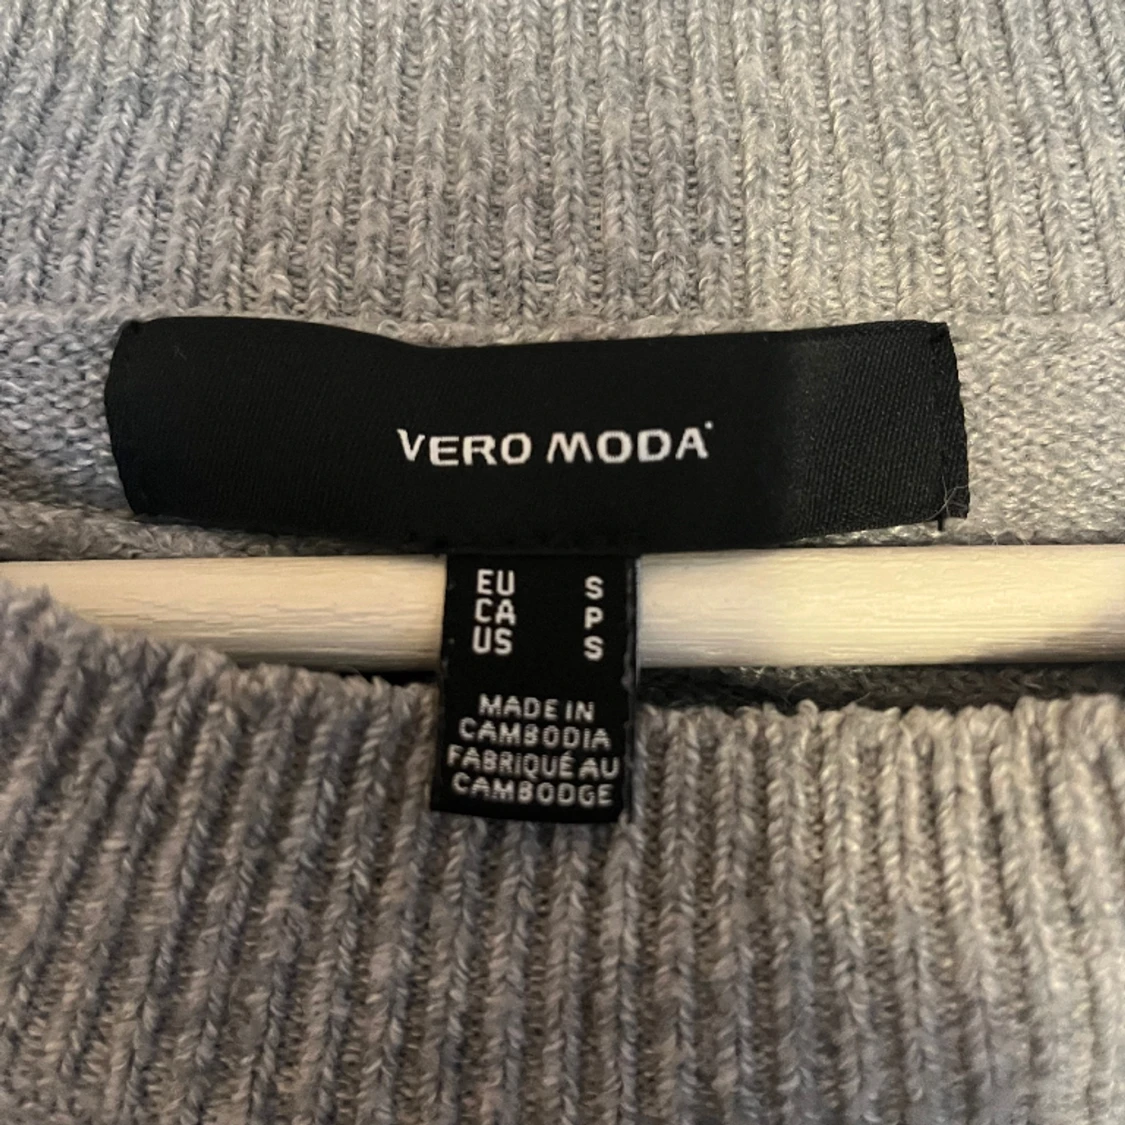 VERO MODA
EU S
CA P
US S
MADE IN
CAMBODIA
FABRIQUÉ AU
CAMBODGE